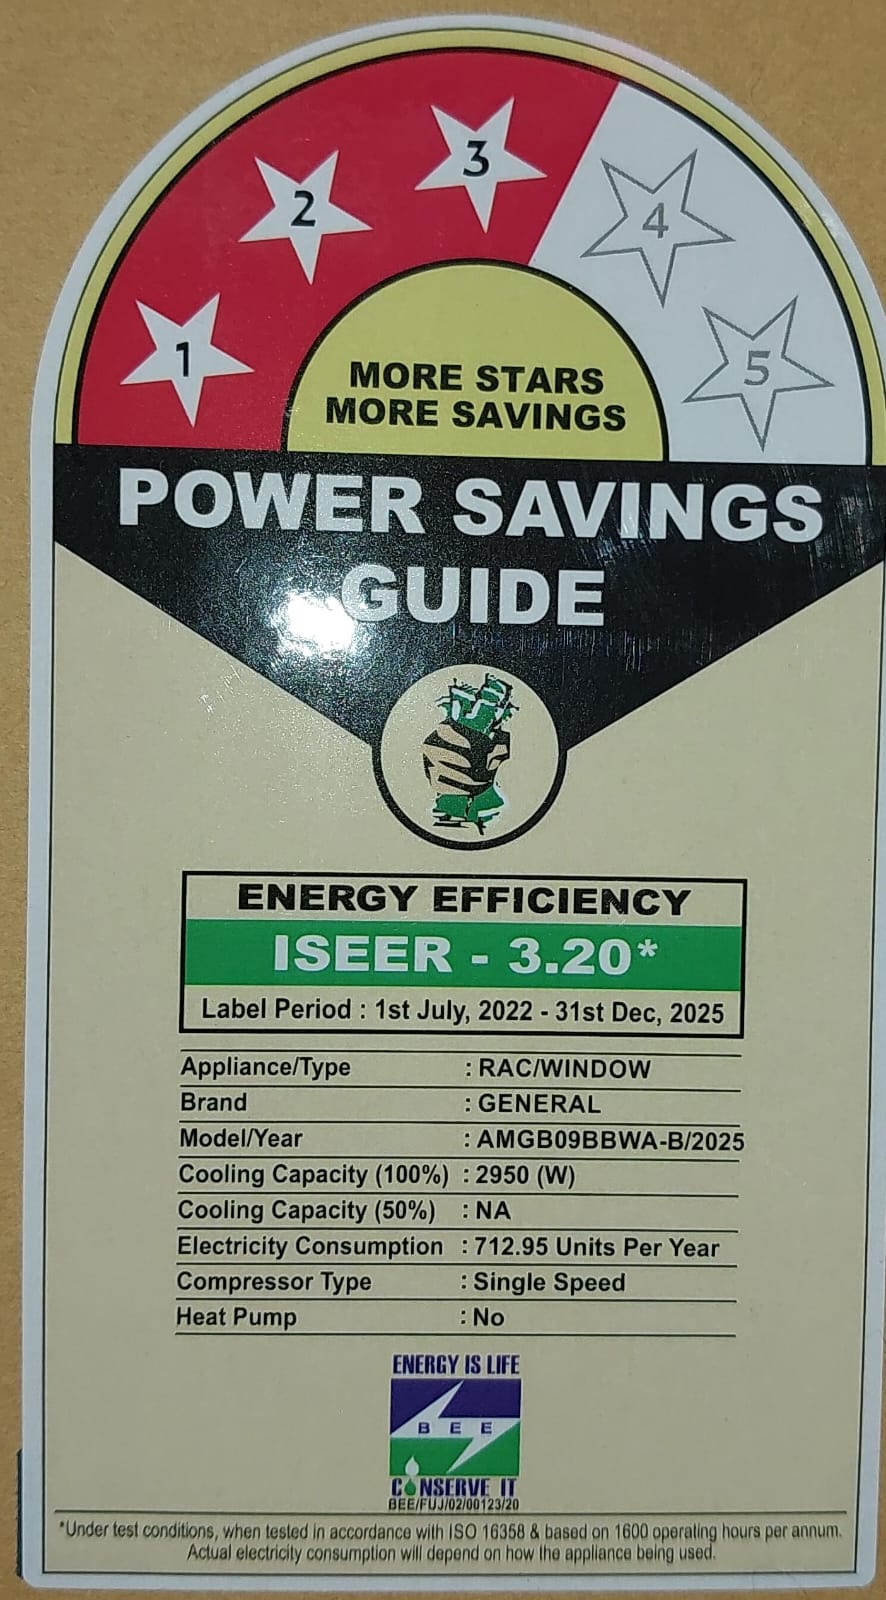 1
2
3
4
5
MORE STARS
MORE SAVINGS
POWER SAVINGS
GUIDE
ENERGY EFFICIENCY
ISEER - 3.20*
Label Period : 1st July, 2022 - 31st Dec, 2025
Appliance/Type : RAC/WINDOW
Brand : GENERAL
Model/Year : AMGB09BBWA-B/2025
Cooling Capacity (100%) : 2950 (W)
Cooling Capacity (50%) : NA
Electricity Consumption : 712.95 Units Per Year
Compressor Type : Single Speed
Heat Pump : No
ENERGY IS LIFE
BEE
CONSERVE IT
BEE/FUJ/02/00123/20
*Under test conditions, when tested in accordance with ISO 16358 & based on 1600 operating hours per annum.
Actual electricity consumption will depend on how the appliance being used.